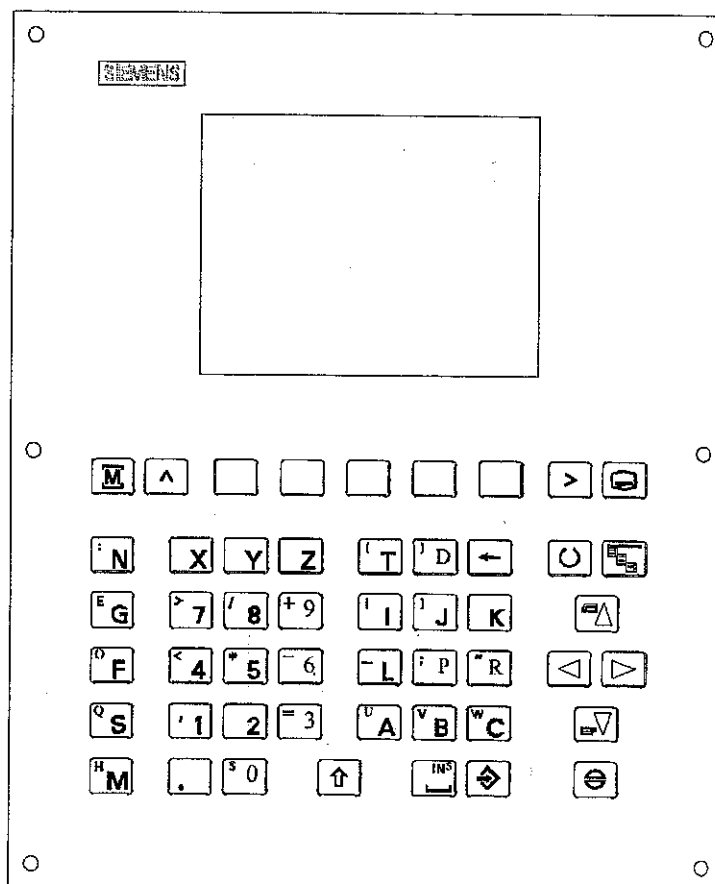 SIEMENS
M ^ >
: N X Y Z ( T ) D ←
E G > 7 / 8 + 9 [ I ] J K
O F < 4 * 5 - 6 – L ; P " R
Q S ' 1 2 = 3 U A V B W C
H M . $ 0 ⇧ INS